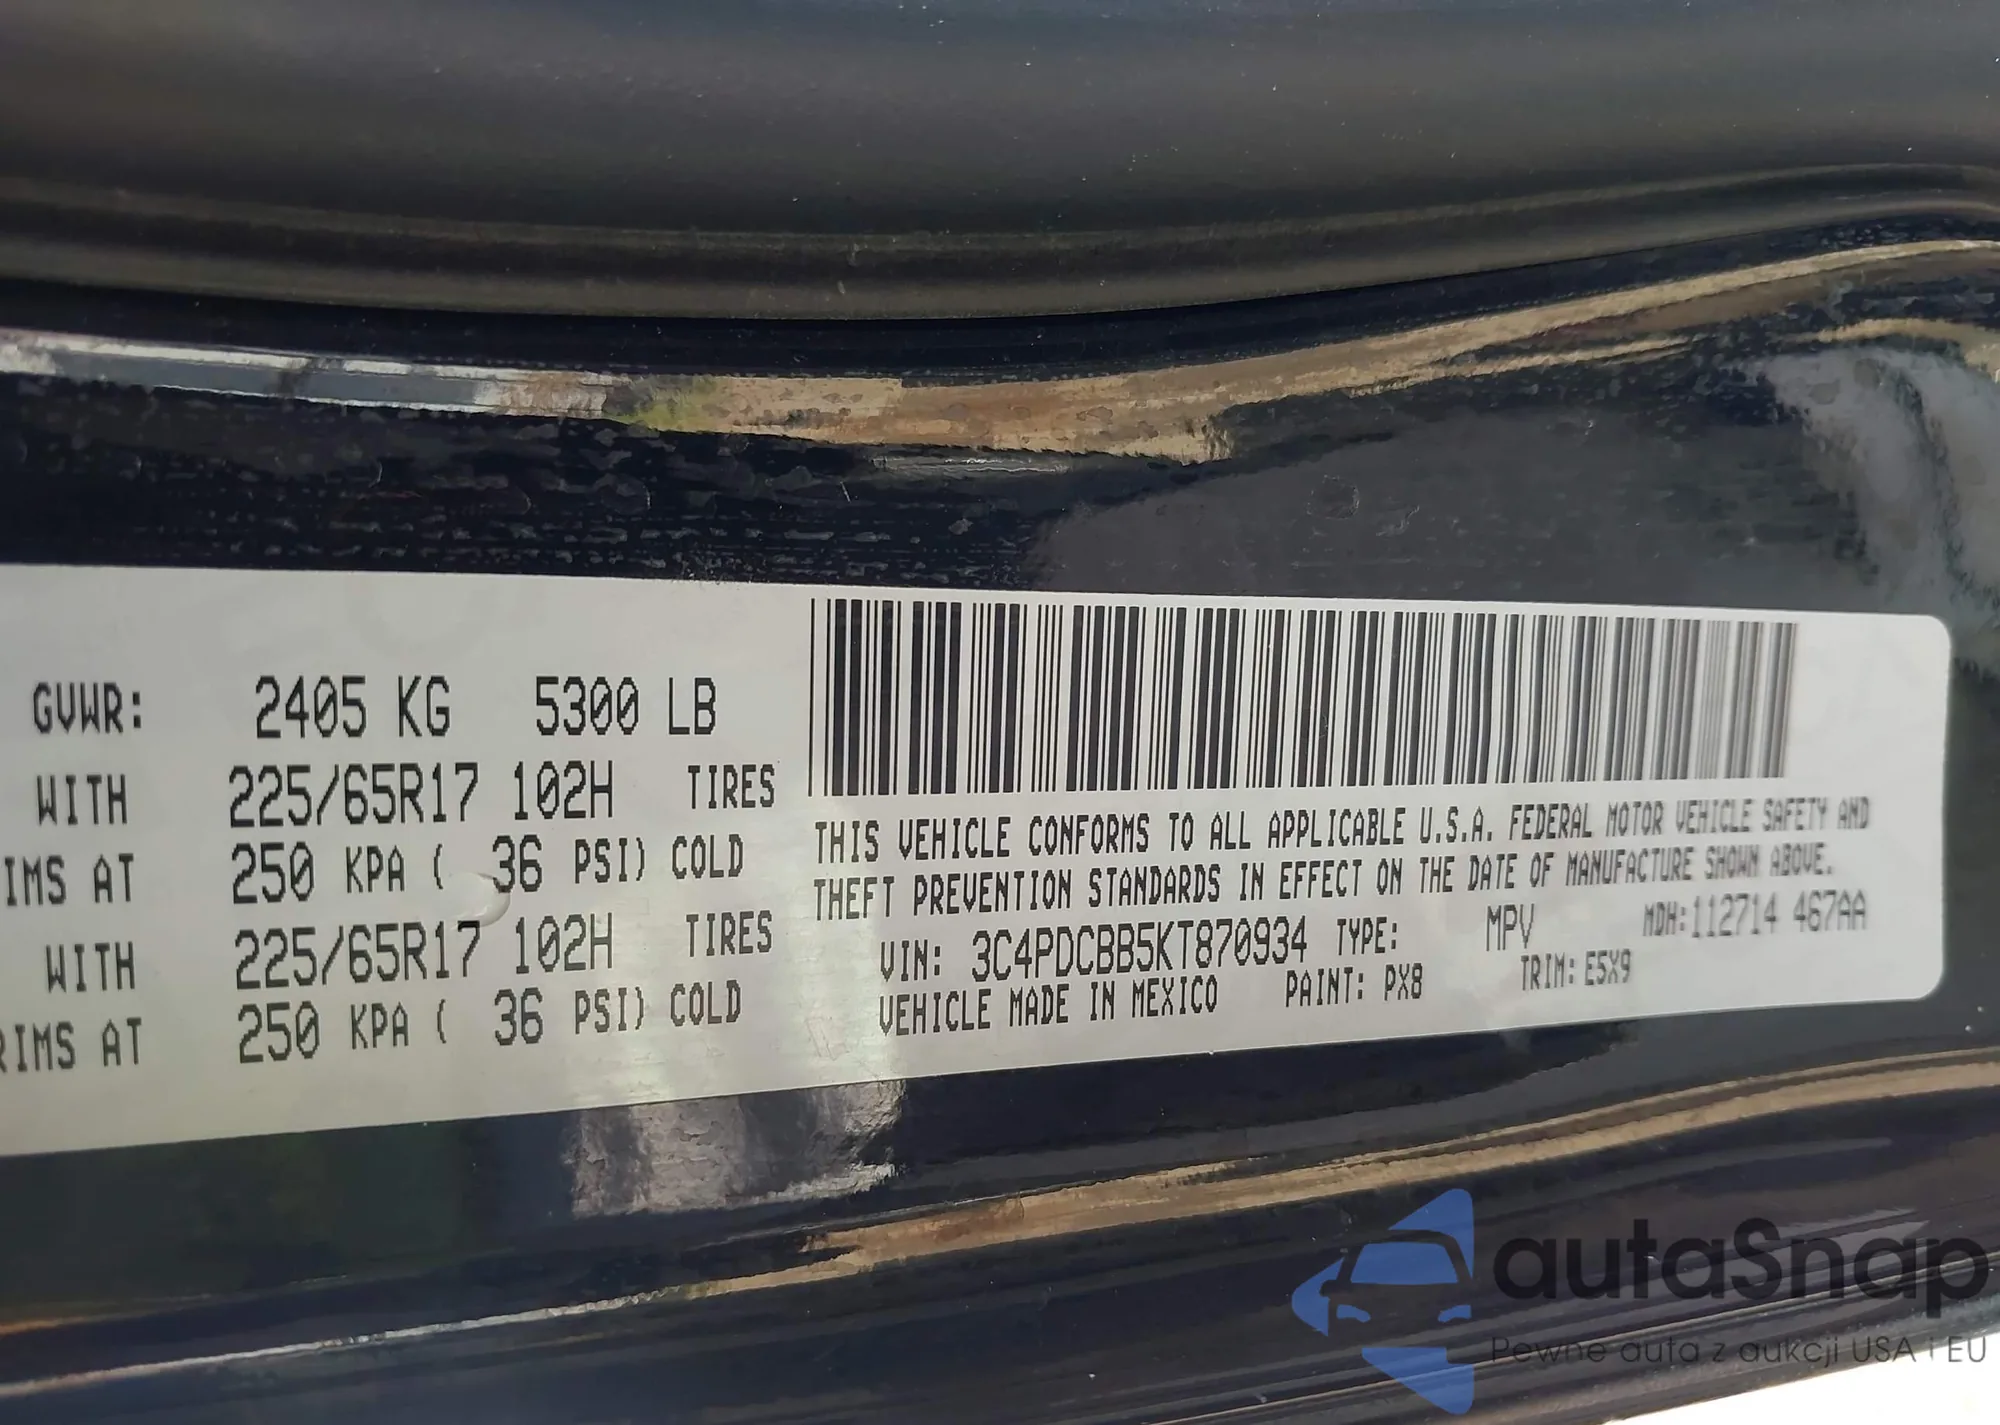 GVWR: 2405 KG 5300 LB
WITH 225/65R17 102H TIRES
IMS AT 250 KPA ( 36 PSI) COLD
WITH 225/65R17 102H TIRES
RIMS AT 250 KPA ( 36 PSI) COLD
THIS VEHICLE CONFORMS TO ALL APPLICABLE U.S.A. FEDERAL MOTOR VEHICLE SAFETY AND
THEFT PREVENTION STANDARDS IN EFFECT ON THE DATE OF MANUFACTURE SHOWN ABOVE.
VIN: 3C4PDCBB5KT870934 TYPE: MPV MDH:112714 467AA
VEHICLE MADE IN MEXICO PAINT: PX8 TRIM: E5X9
autaSnap
Pewne auta z aukcji USA i EU